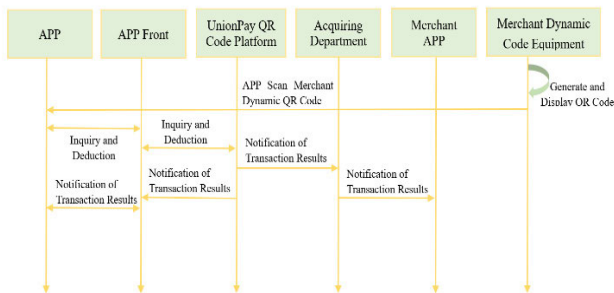 APP
APP Front
UnionPay QR
Code Platform
Acquiring
Department
Merchant
APP
Merchant Dynamic
Code Equipment
Generate and
Display QR Code
APP Scan Merchant
Dynamic QR Code
Inquiry and
Deduction
Inquiry and
Deduction
Notification of
Transaction Results
Notification of
Transaction Results
Notification of
Transaction Results
Notification of
Transaction Results